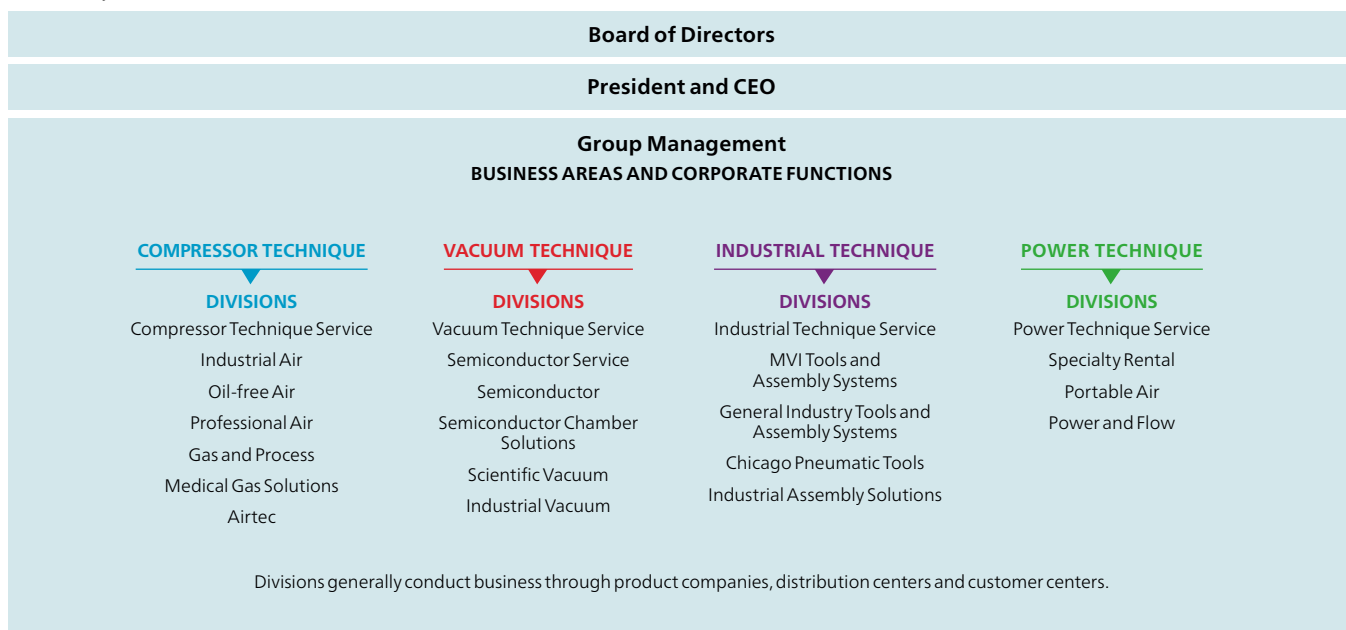 Board of Directors
President and CEO
Group Management
BUSINESS AREAS AND CORPORATE FUNCTIONS
COMPRESSOR TECHNIQUE
DIVISIONS
Compressor Technique Service
Industrial Air
Oil-free Air
Professional Air
Gas and Process
Medical Gas Solutions
Airtec
VACUUM TECHNIQUE
DIVISIONS
Vacuum Technique Service
Semiconductor Service
Semiconductor
Semiconductor Chamber
Solutions
Scientific Vacuum
Industrial Vacuum
INDUSTRIAL TECHNIQUE
DIVISIONS
Industrial Technique Service
MVI Tools and
Assembly Systems
General Industry Tools and
Assembly Systems
Chicago Pneumatic Tools
Industrial Assembly Solutions
POWER TECHNIQUE
DIVISIONS
Power Technique Service
Specialty Rental
Portable Air
Power and Flow
Divisions generally conduct business through product companies, distribution centers and customer centers.